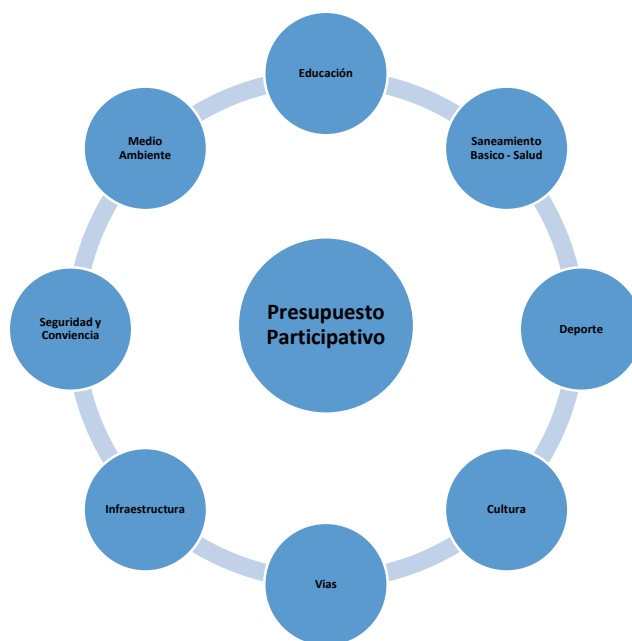 Educación
Saneamiento
Basico - Salud
Deporte
Cultura
Vias
Infraestructura
Seguridad y
Conviencia
Medio
Ambiente
Presupuesto
Participativo